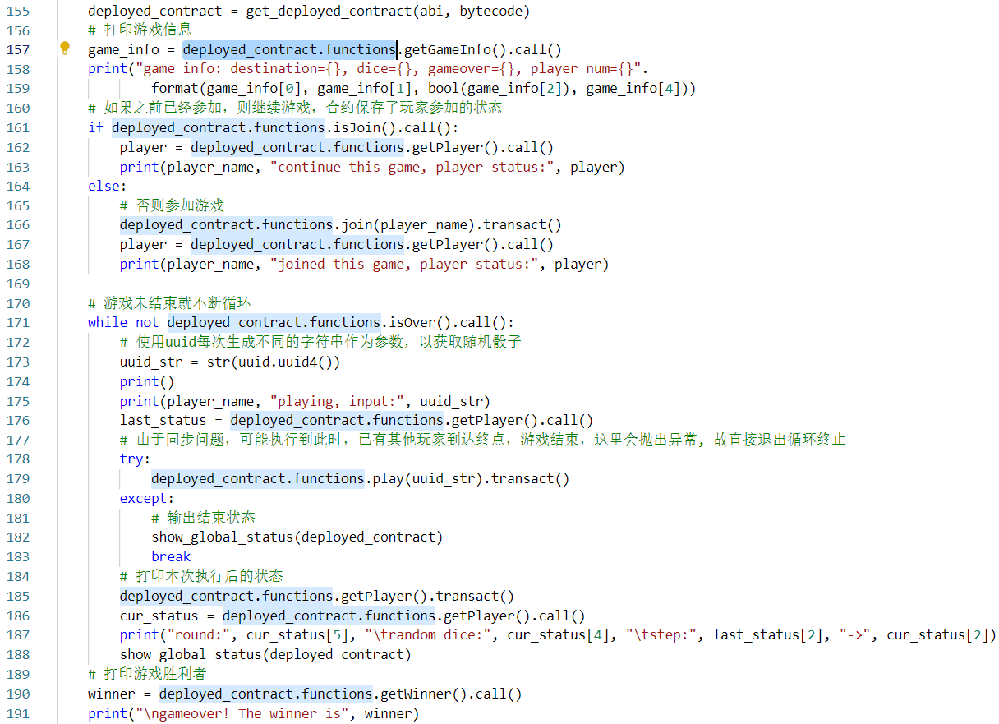 155 deployed_contract = get_deployed_contract(abi, bytecode)
156 # 打印游戏信息
157 game_info = deployed_contract.functions.getGameInfo().call()
158 print("game info: destination={}, dice={}, gameover={}, player_num={}".
159 format(game_info[0], game_info[1], bool(game_info[2]), game_info[4]))
160 # 如果之前已经参加，则继续游戏，合约保存了玩家参加的状态
161 if deployed_contract.functions.isJoin().call():
162 player = deployed_contract.functions.getPlayer().call()
163 print(player_name, "continue this game, player status:", player)
164 else:
165 # 否则参加游戏
166 deployed_contract.functions.join(player_name).transact()
167 player = deployed_contract.functions.getPlayer().call()
168 print(player_name, "joined this game, player status:", player)
169
170 # 游戏未结束就不断循环
171 while not deployed_contract.functions.isOver().call():
172 # 使用uuid每次生成不同的字符串作为参数，以获取随机骰子
173 uuid_str = str(uuid.uuid4())
174 print()
175 print(player_name, "playing, input:", uuid_str)
176 last_status = deployed_contract.functions.getPlayer().call()
177 # 由于同步问题，可能执行到此时，已有其他玩家到达终点，游戏结束，这里会抛出异常, 故直接退出循环终止
178 try:
179 deployed_contract.functions.play(uuid_str).transact()
180 except:
181 # 输出结束状态
182 show_global_status(deployed_contract)
183 break
184 # 打印本次执行后的状态
185 deployed_contract.functions.getPlayer().transact()
186 cur_status = deployed_contract.functions.getPlayer().call()
187 print("round:", cur_status[5], "\trandom dice:", cur_status[4], "\tstep:", last_status[2], "->", cur_status[2])
188 show_global_status(deployed_contract)
189 # 打印游戏胜利者
190 winner = deployed_contract.functions.getWinner().call()
191 print("\ngameover! The winner is", winner)